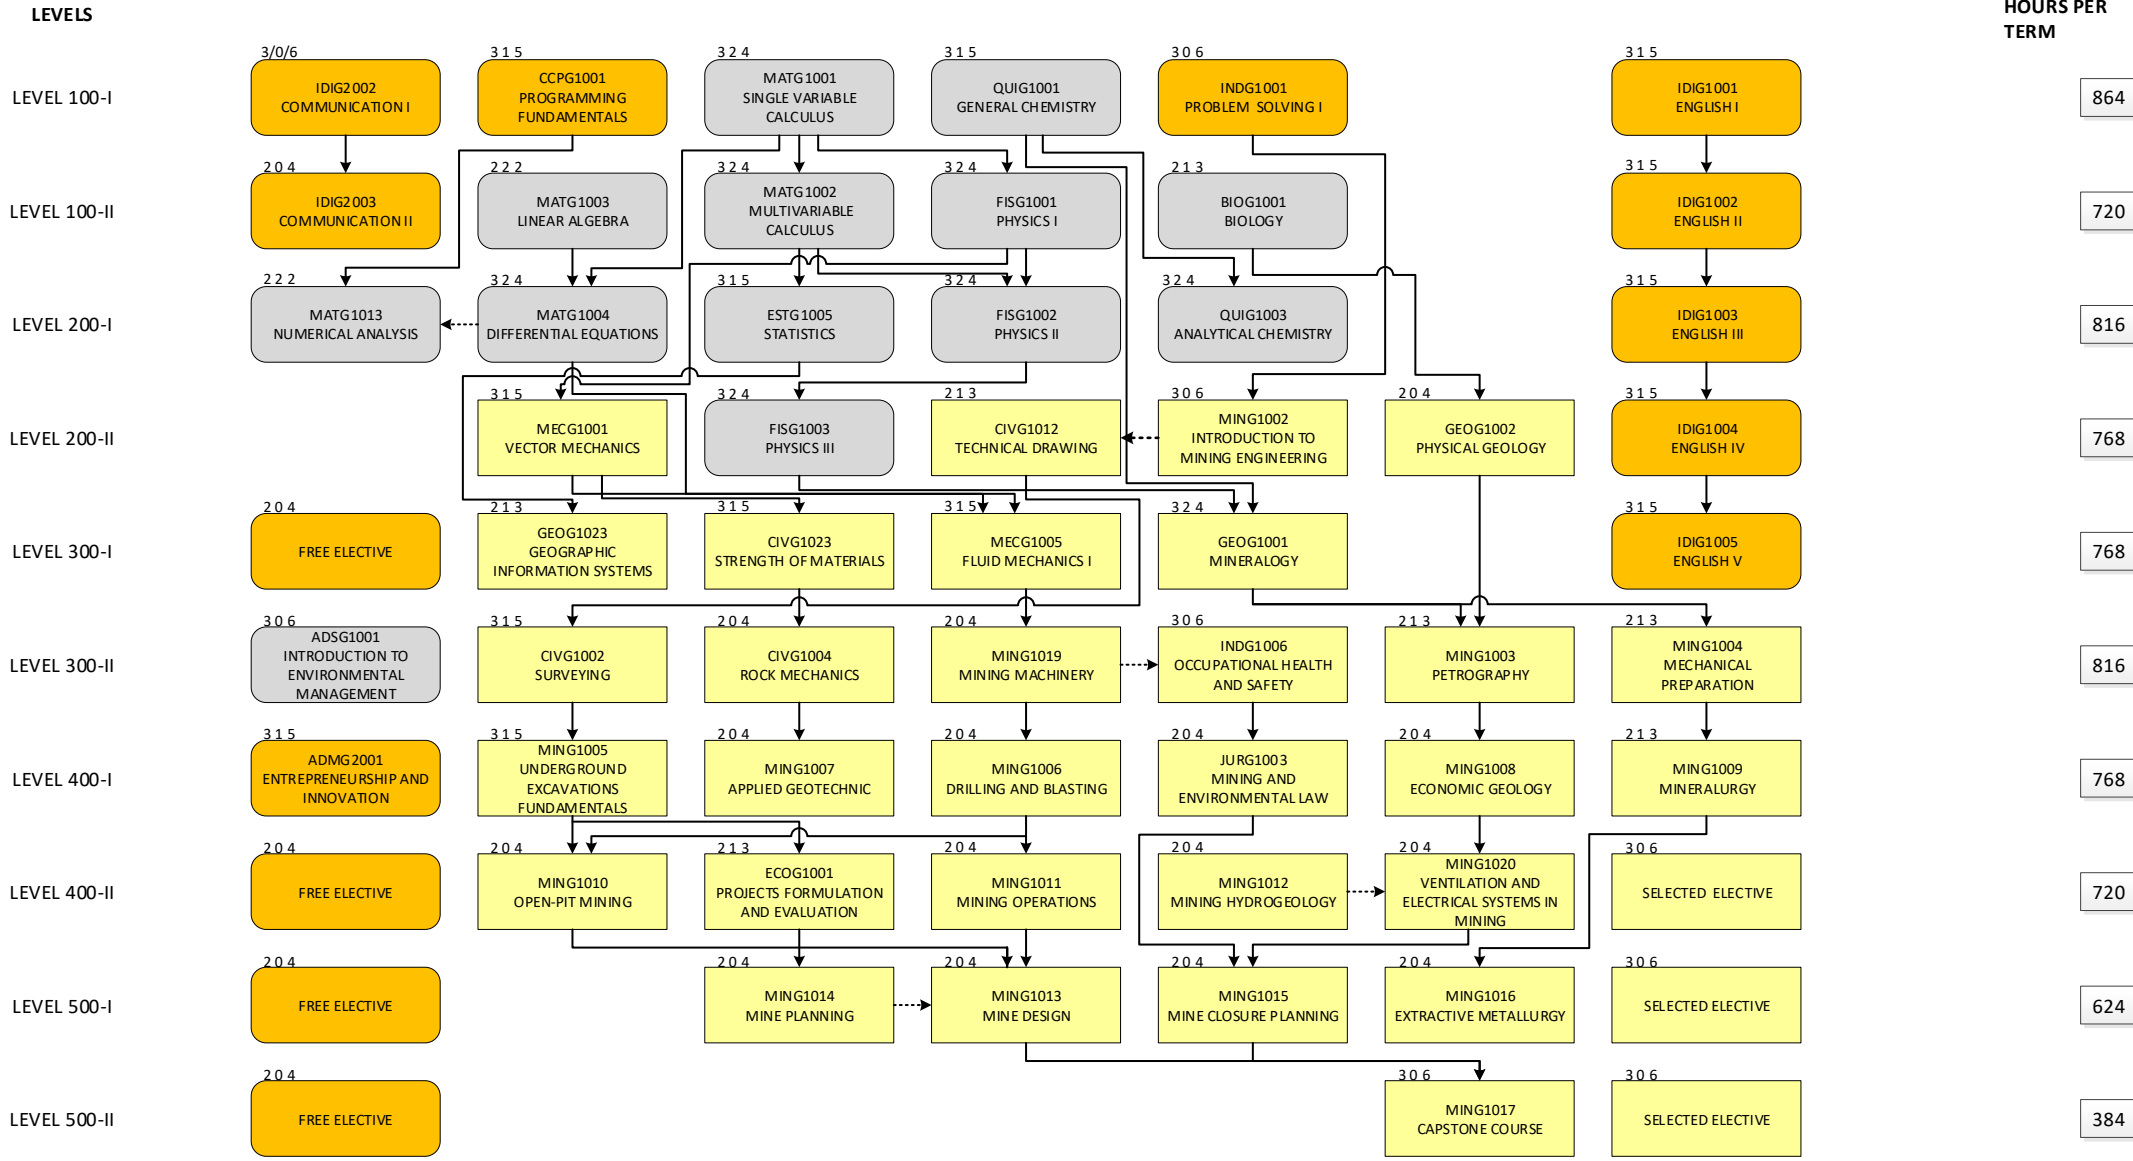 LEVELS
HOURS PER
TERM
LEVEL 100-I
3/0/6
IDIG2002
COMMUNICATION I
3 1 5
CCPG1001
PROGRAMMING
FUNDAMENTALS
3 2 4
MATG1001
SINGLE VARIABLE
CALCULUS
3 1 5
QUIG1001
GENERAL CHEMISTRY
3 0 6
INDG1001
PROBLEM SOLVING I
3 1 5
IDIG1001
ENGLISH I
864
LEVEL 100-II
2 0 4
IDIG2003
COMMUNICATION II
2 2 2
MATG1003
LINEAR ALGEBRA
3 2 4
MATG1002
MULTIVARIABLE
CALCULUS
3 2 4
FISG1001
PHYSICS I
2 1 3
BIOG1001
BIOLOGY
3 1 5
IDIG1002
ENGLISH II
720
LEVEL 200-I
2 2 2
MATG1013
NUMERICAL ANALYSIS
3 2 4
MATG1004
DIFFERENTIAL EQUATIONS
3 1 5
ESTG1005
STATISTICS
3 2 4
FISG1002
PHYSICS II
3 2 4
QUIG1003
ANALYTICAL CHEMISTRY
3 1 5
IDIG1003
ENGLISH III
816
LEVEL 200-II
3 1 5
MECG1001
VECTOR MECHANICS
3 2 4
FISG1003
PHYSICS III
2 1 3
CIVG1012
TECHNICAL DRAWING
3 0 6
MING1002
INTRODUCTION TO
MINING ENGINEERING
2 0 4
GEOG1002
PHYSICAL GEOLOGY
3 1 5
IDIG1004
ENGLISH IV
768
LEVEL 300-I
2 0 4
FREE ELECTIVE
2 1 3
GEOG1023
GEOGRAPHIC
INFORMATION SYSTEMS
3 1 5
CIVG1023
STRENGTH OF MATERIALS
3 1 5
MECG1005
FLUID MECHANICS I
3 2 4
GEOG1001
MINERALOGY
3 1 5
IDIG1005
ENGLISH V
768
LEVEL 300-II
3 0 6
ADSG1001
INTRODUCTION TO
ENVIRONMENTAL
MANAGEMENT
3 1 5
CIVG1002
SURVEYING
2 0 4
CIVG1004
ROCK MECHANICS
2 0 4
MING1019
MINING MACHINERY
3 0 6
INDG1006
OCCUPATIONAL HEALTH
AND SAFETY
2 1 3
MING1003
PETROGRAPHY
2 1 3
MING1004
MECHANICAL
PREPARATION
816
LEVEL 400-I
3 1 5
ADMG2001
ENTREPRENEURSHIP AND
INNOVATION
3 1 5
MING1005
UNDERGROUND
EXCAVATIONS
FUNDAMENTALS
2 0 4
MING1007
APPLIED GEOTECHNIC
2 0 4
MING1006
DRILLING AND BLASTING
2 0 4
JURG1003
MINING AND
ENVIRONMENTAL LAW
2 0 4
MING1008
ECONOMIC GEOLOGY
2 1 3
MING1009
MINERALURGY
768
LEVEL 400-II
2 0 4
FREE ELECTIVE
2 0 4
MING1010
OPEN-PIT MINING
2 1 3
ECOG1001
PROJECTS FORMULATION
AND EVALUATION
2 0 4
MING1011
MINING OPERATIONS
2 0 4
MING1012
MINING HYDROGEOLOGY
2 0 4
MING1020
VENTILATION AND
ELECTRICAL SYSTEMS IN
MINING
3 0 6
SELECTED ELECTIVE
720
LEVEL 500-I
2 0 4
FREE ELECTIVE
2 0 4
MING1014
MINE PLANNING
2 0 4
MING1013
MINE DESIGN
2 0 4
MING1015
MINE CLOSURE PLANNING
2 0 4
MING1016
EXTRACTIVE METALLURGY
3 0 6
SELECTED ELECTIVE
624
LEVEL 500-II
2 0 4
FREE ELECTIVE
3 0 6
MING1017
CAPSTONE COURSE
3 0 6
SELECTED ELECTIVE
384